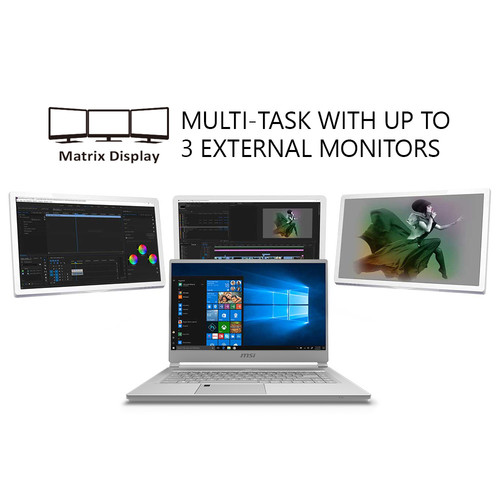 MULTI-TASK WITH UP TO
3 EXTERNAL MONITORS
Matrix Display
msi